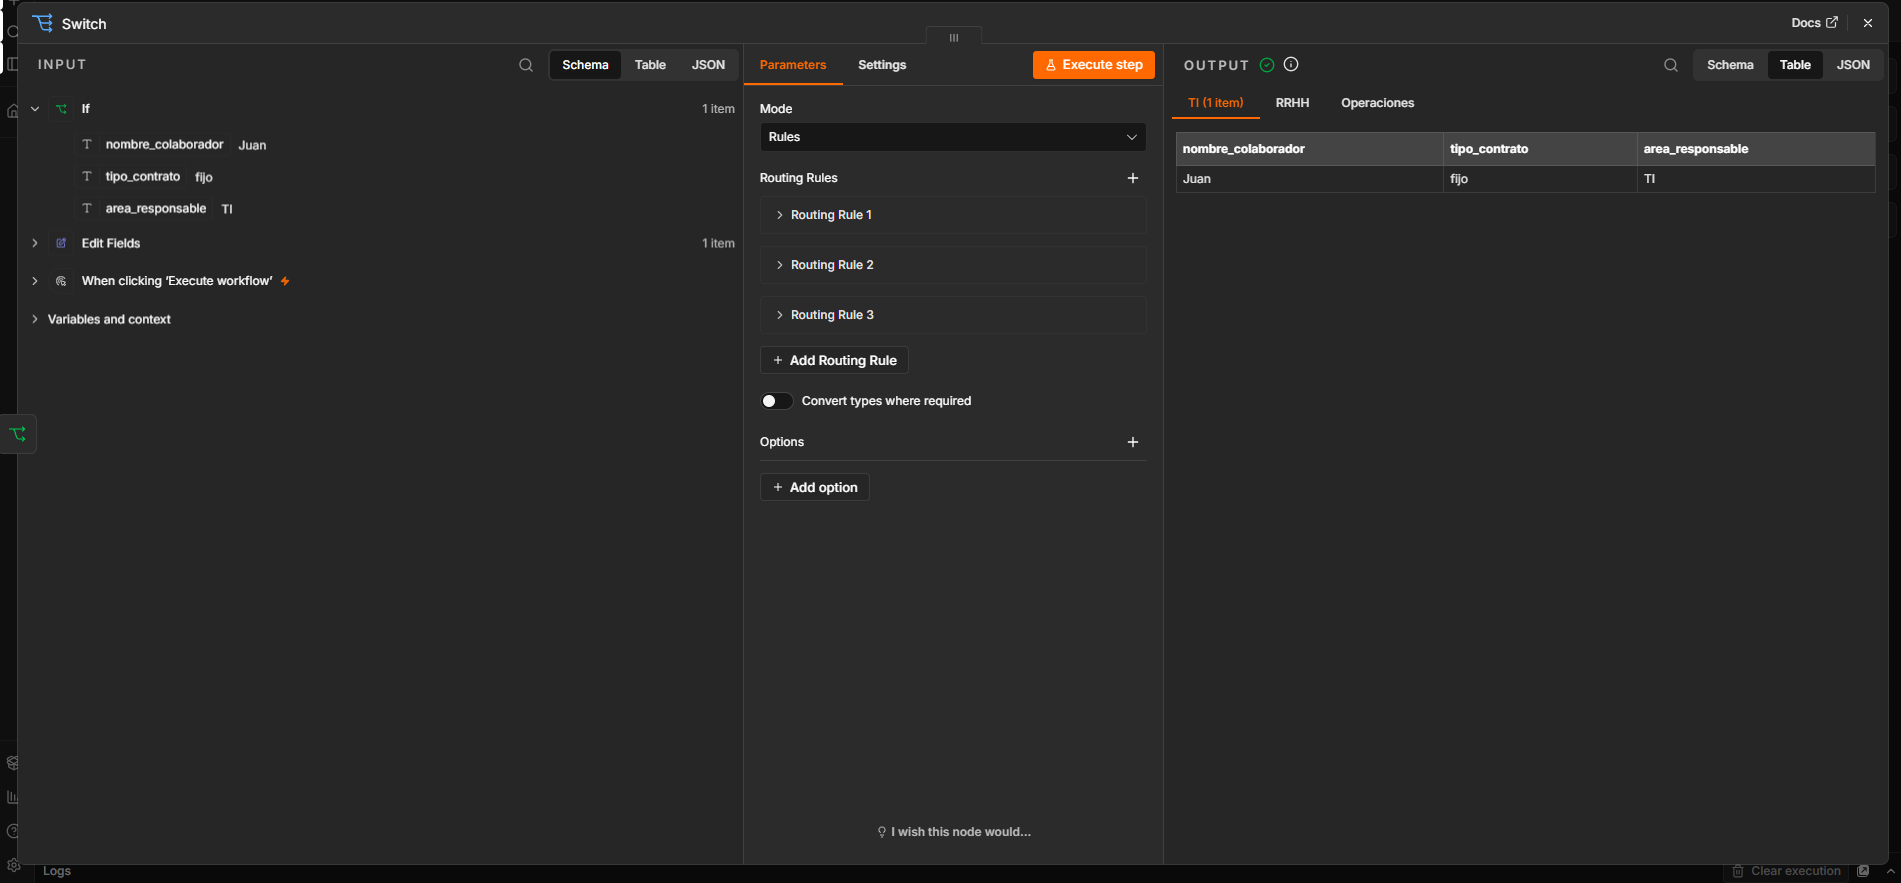 Switch
Docs
INPUT
Schema
Table
JSON
If
1 item
nombre_colaborador Juan
tipo_contrato fijo
area_responsable TI
Edit Fields
1 item
When clicking ‘Execute workflow’
Variables and context
Parameters
Settings
Execute step
Mode
Rules
Routing Rules
Routing Rule 1
Routing Rule 2
Routing Rule 3
Add Routing Rule
Convert types where required
Options
Add option
I wish this node would...
OUTPUT
Schema
Table
JSON
TI (1 item)
RRHH
Operaciones
nombre_colaborador tipo_contrato area_responsable
Juan fijo TI
Logs
Clear execution